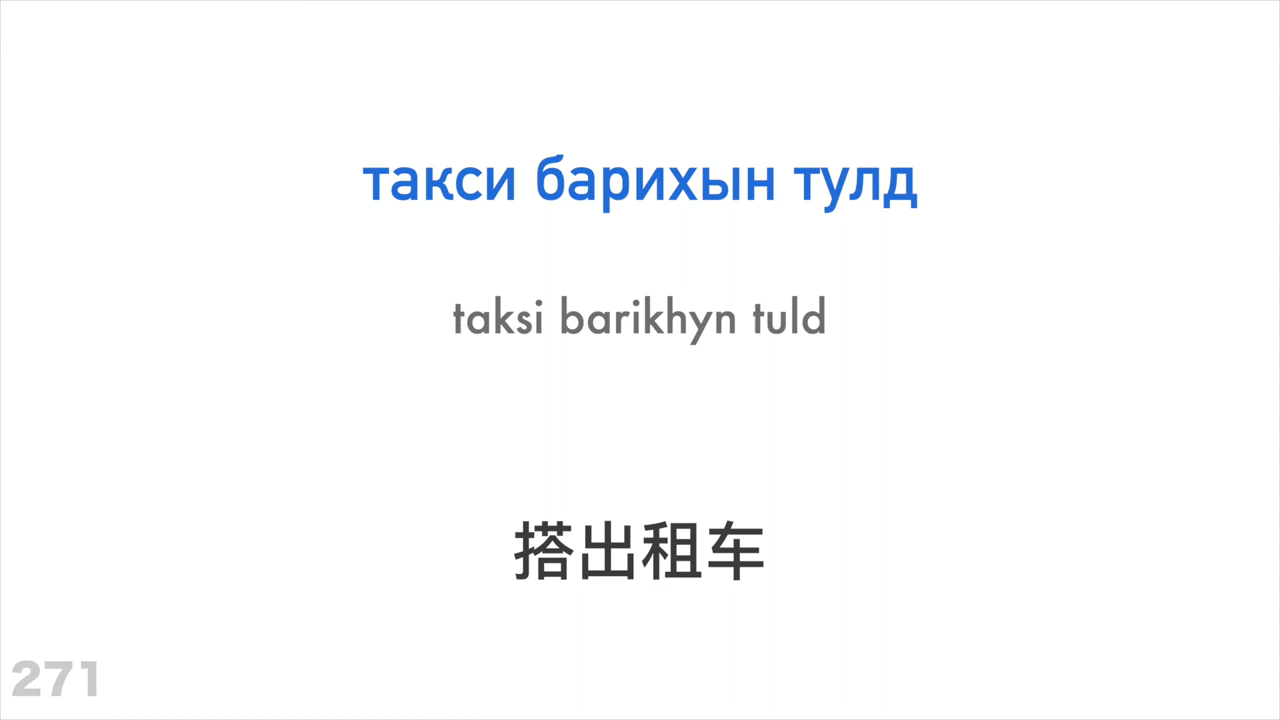 такси барихын тулд
taksi barikhyn tuld
搭出租车
271